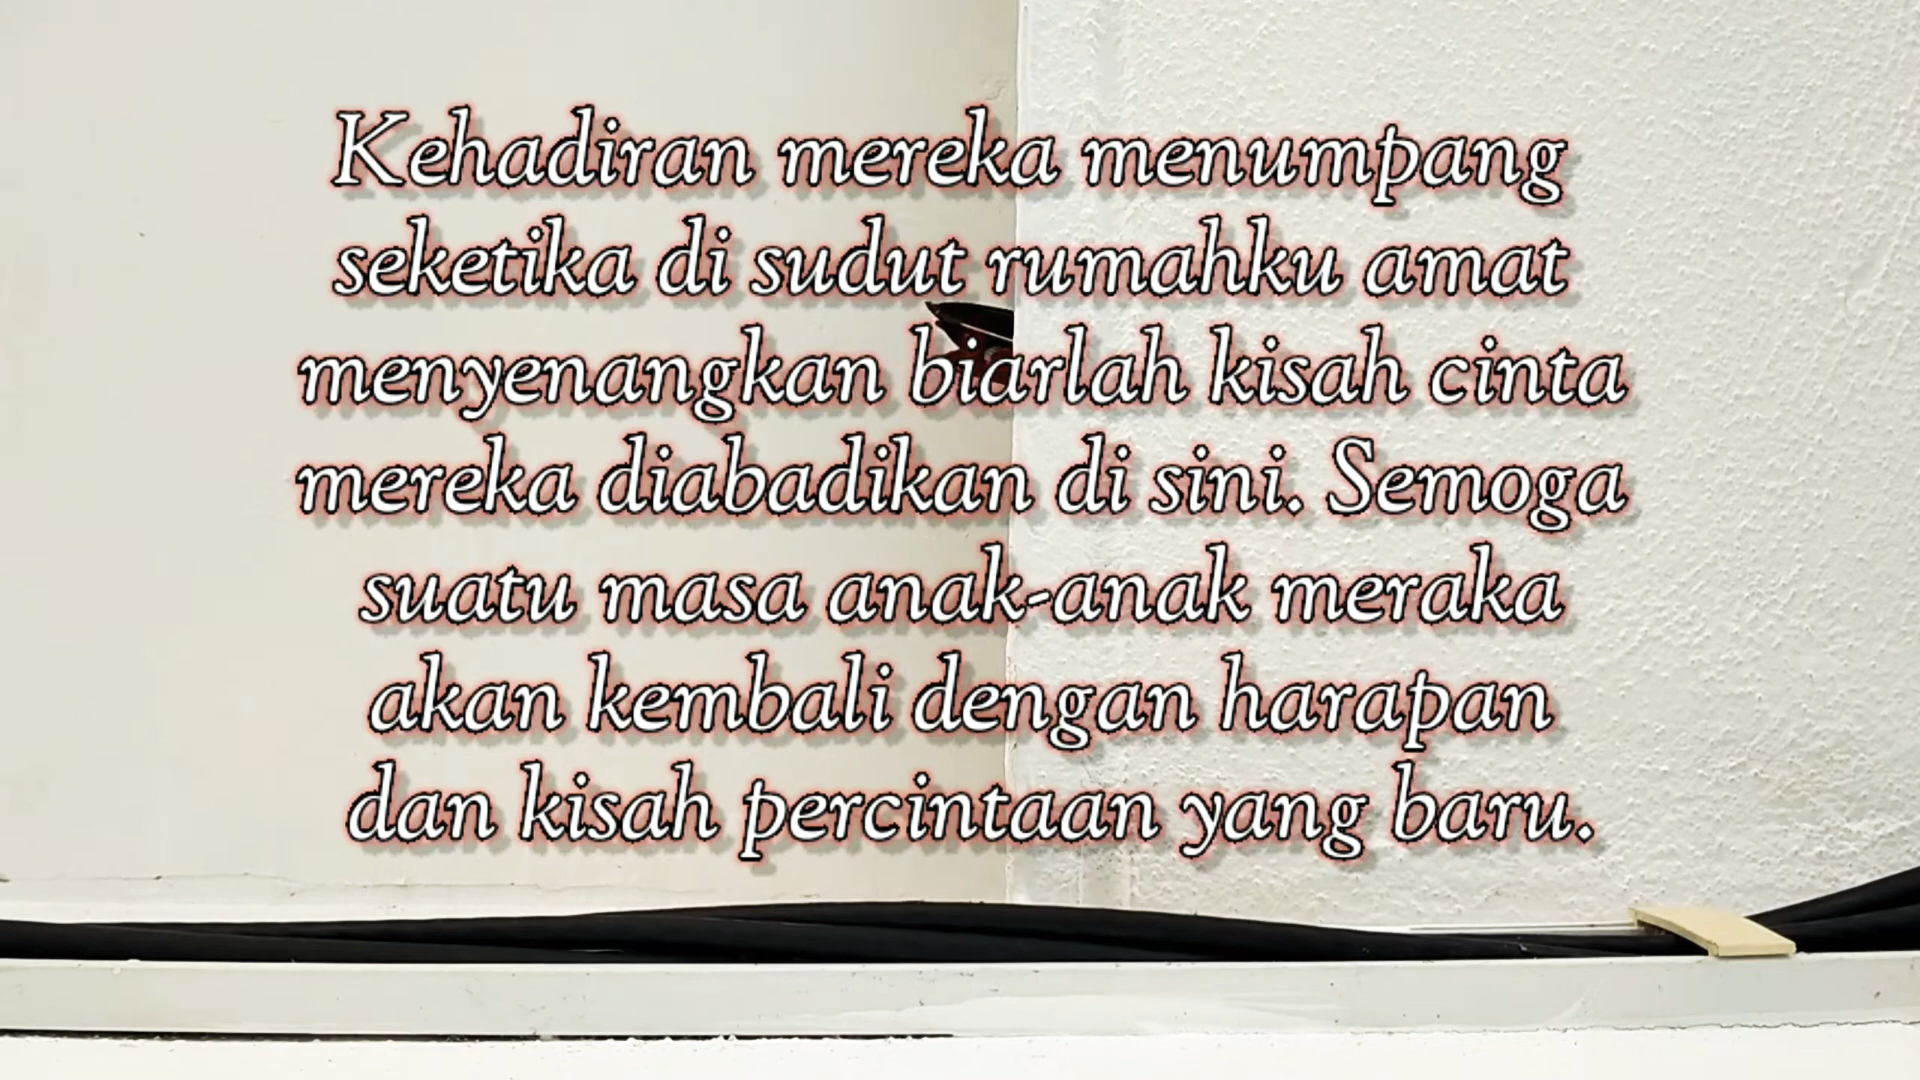 Kehadiran mereka menumpang
seketika di sudut rumahku amat
menyenangkan biarlah kisah cinta
mereka diabadikan di sini. Semoga
suatu masa anak-anak meraka
akan kembali dengan harapan
dan kisah percintaan yang baru.